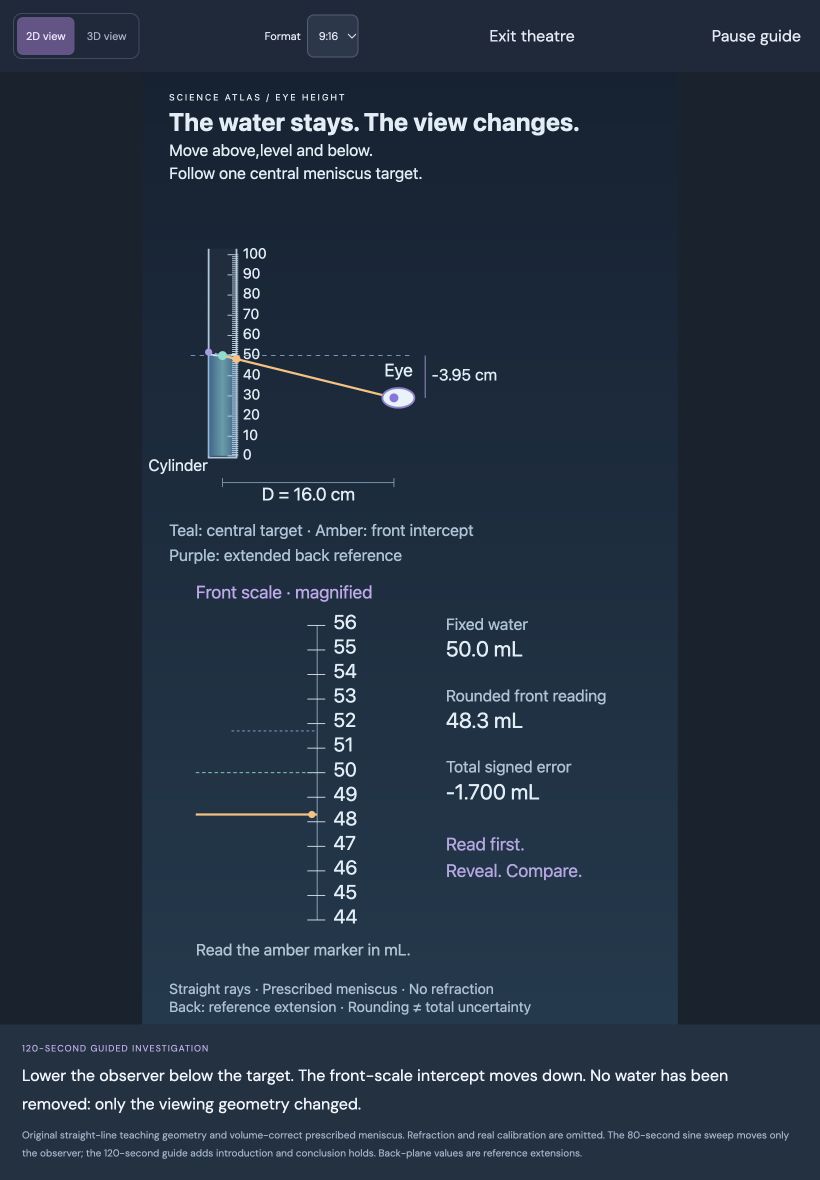 2D view
3D view
Format
9:16
Exit theatre
Pause guide
SCIENCE ATLAS / EYE HEIGHT
The water stays. The view changes.
Move above,level and below.
Follow one central meniscus target.
100
90
80
70
60
50
40
30
20
10
0
Eye
-3.95 cm
Cylinder
D = 16.0 cm
Teal: central target · Amber: front intercept
Purple: extended back reference
Front scale · magnified
56
55
54
53
52
51
50
49
48
47
46
45
44
Fixed water
50.0 mL
Rounded front reading
48.3 mL
Total signed error
-1.700 mL
Read first.
Reveal. Compare.
Read the amber marker in mL.
Straight rays · Prescribed meniscus · No refraction
Back: reference extension · Rounding ≠ total uncertainty
120-SECOND GUIDED INVESTIGATION
Lower the observer below the target. The front-scale intercept moves down. No water has been
removed: only the viewing geometry changed.
Original straight-line teaching geometry and volume-correct prescribed meniscus. Refraction and real calibration are omitted. The 80-second sine sweep moves only
the observer; the 120-second guide adds introduction and conclusion holds. Back-plane values are reference extensions.